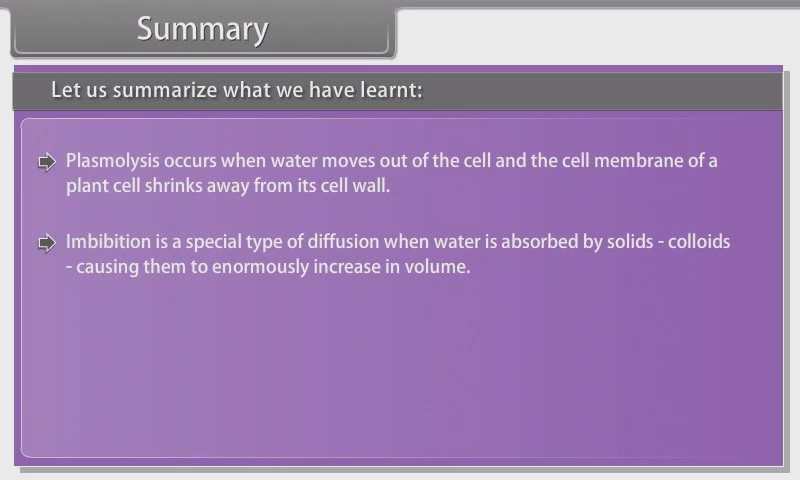 Summary
Let us summarize what we have learnt:
Plasmolysis occurs when water moves out of the cell and the cell membrane of a
plant cell shrinks away from its cell wall.
Imbibition is a special type of diffusion when water is absorbed by solids - colloids
- causing them to enormously increase in volume.